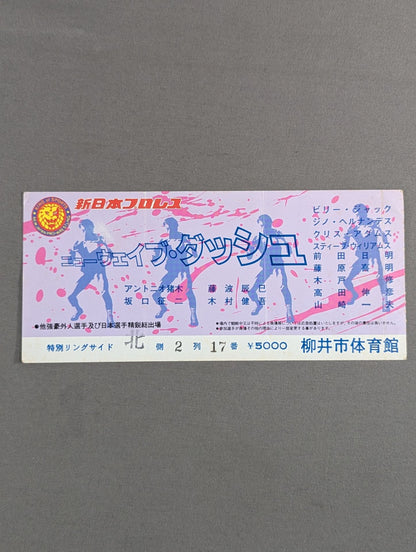 新日本プロレス
ニューウェイブ・ダッシュ
アントニオ猪木 藤波辰巳
坂口征二 木村健吾
ビリー・ジャック
ジノ・ヘルナンデス
クリス・アダムス
スティーブ・ウィリアムス
前田日明
藤原喜明
木戸修
高田伸彦
山崎一夫
●他強豪外人選手及び日本選手精鋭総出場
特別リングサイド 北 側 2 列 17 番 ¥5000 柳井市体育館